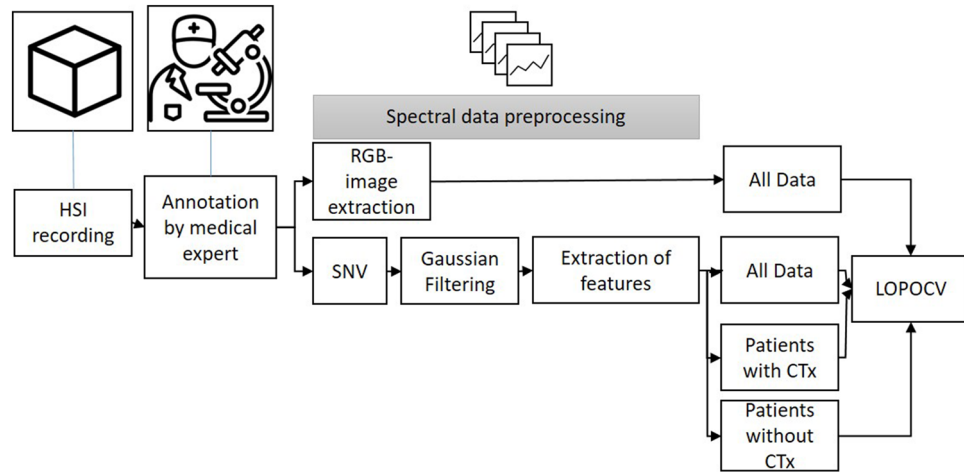 Spectral data preprocessing
HSI
recording
Annotation
by medical
expert
RGB-
image
extraction
All Data
SNV
Gaussian
Filtering
Extraction of
features
All Data
LOPOCV
Patients
with CTx
Patients
without
CTx